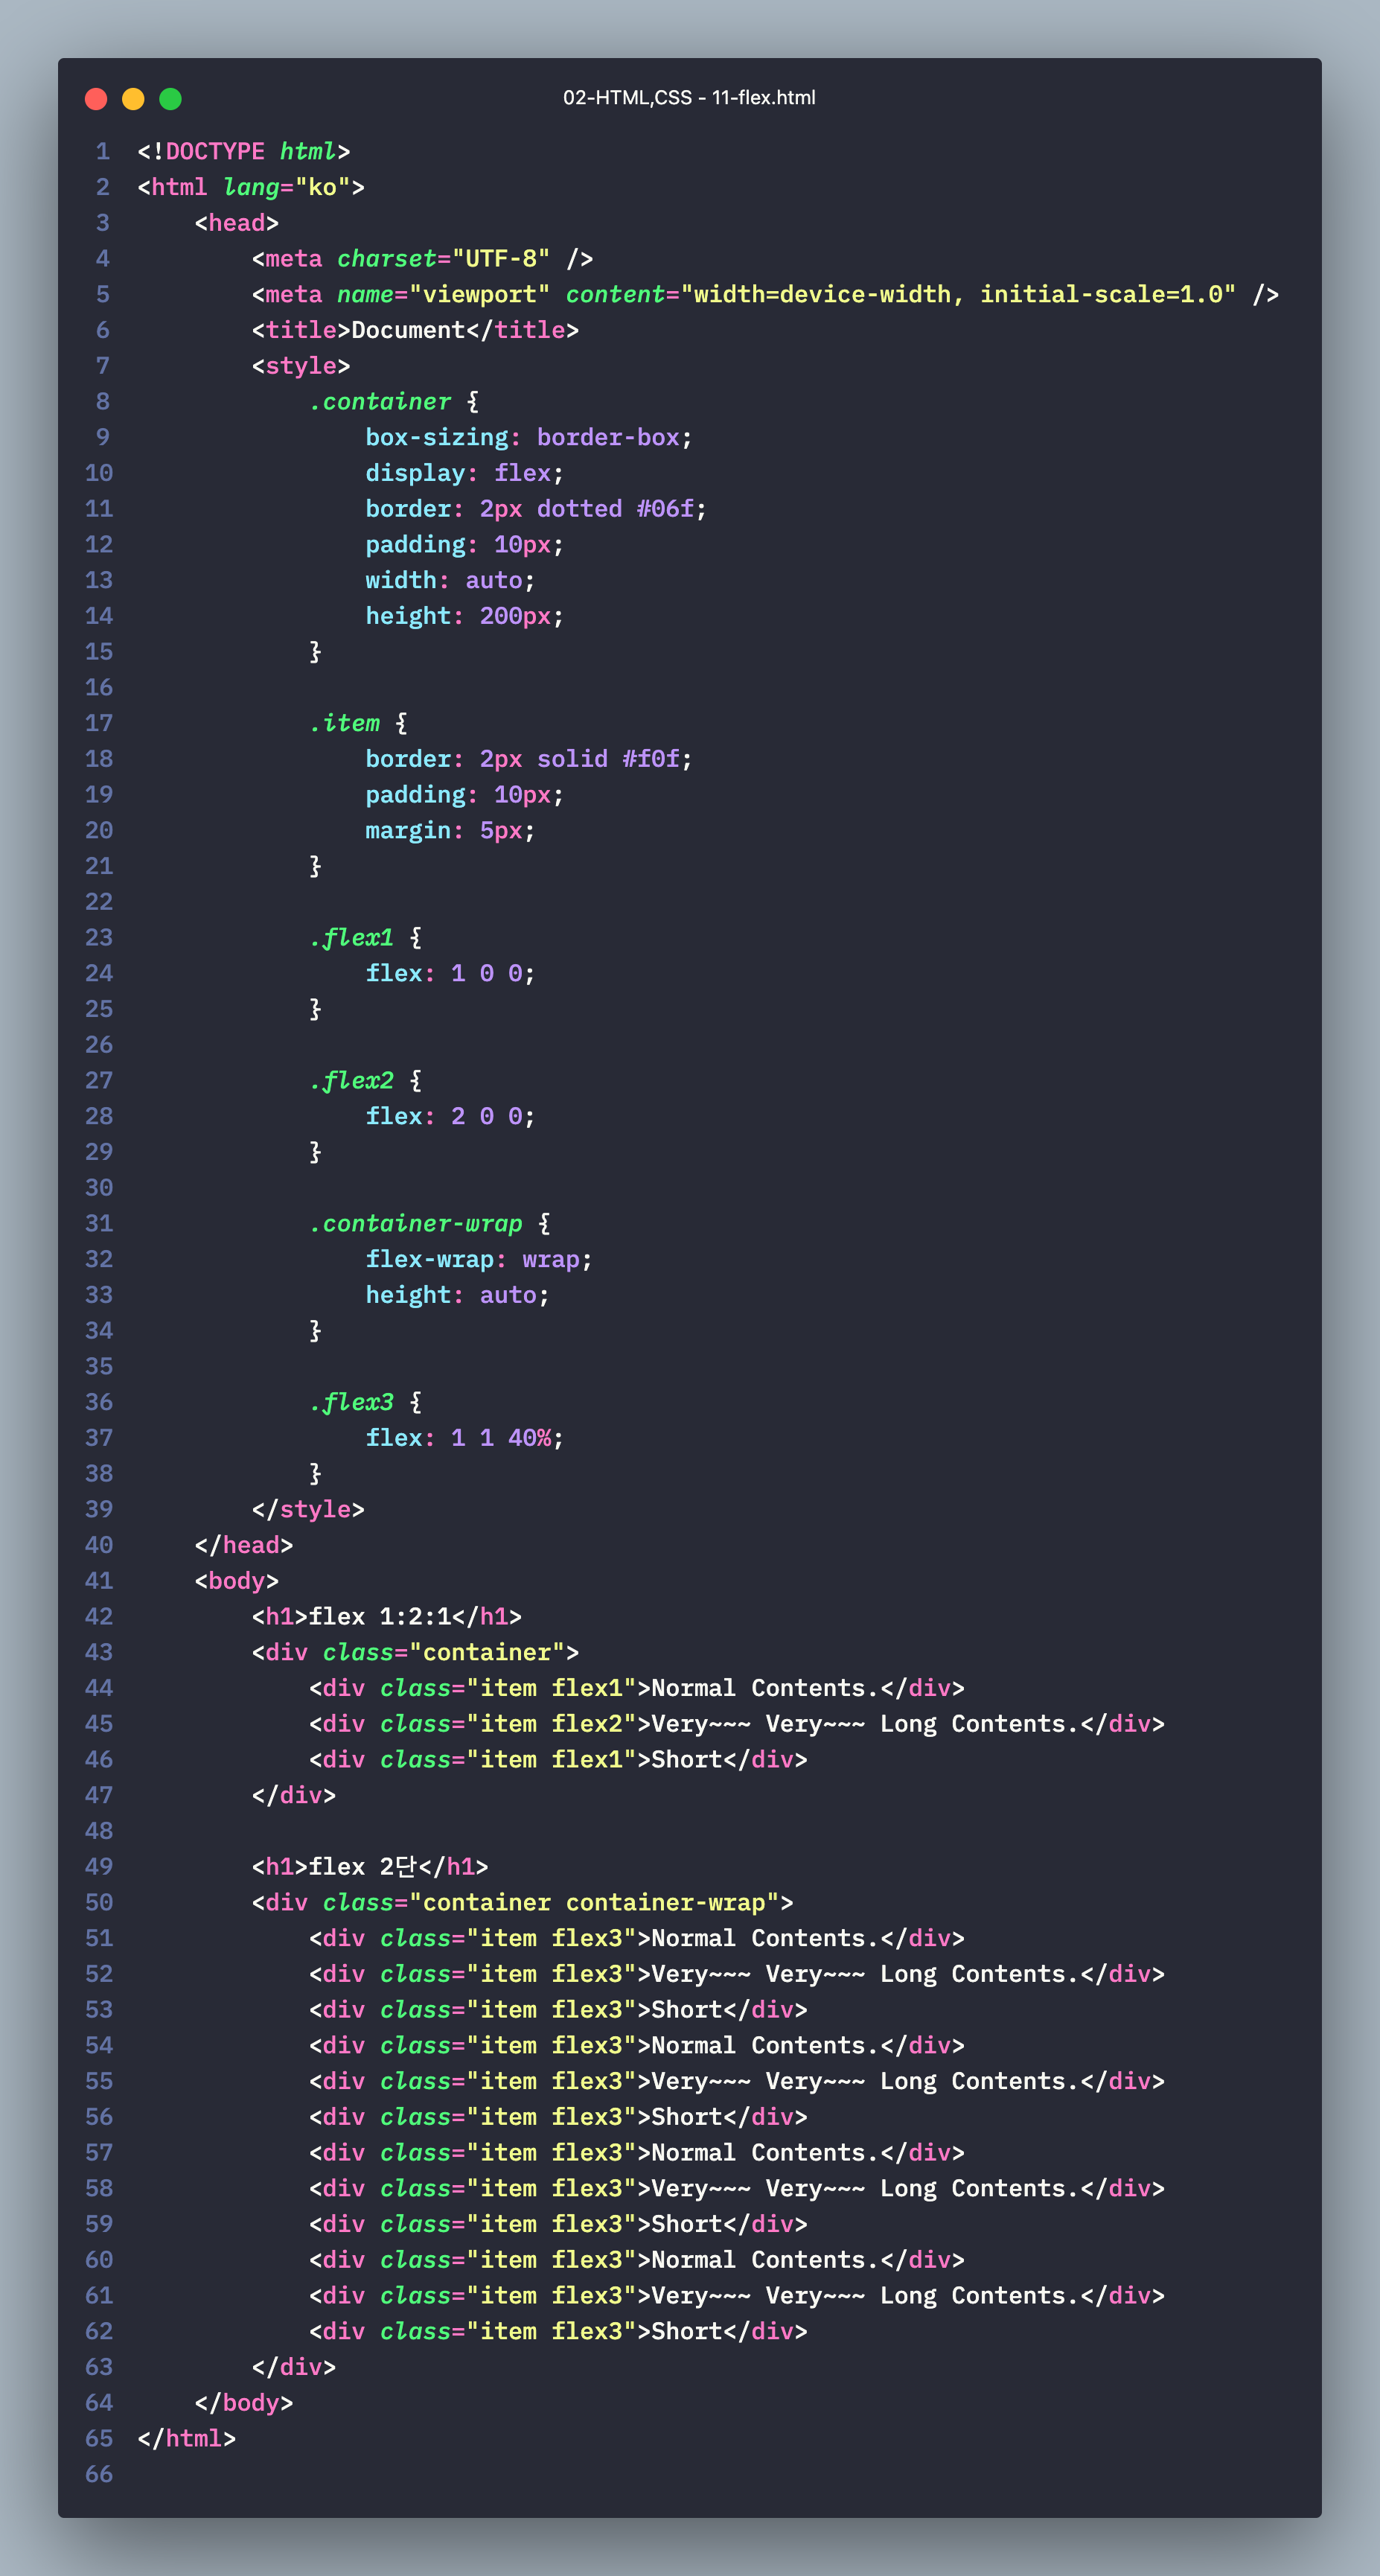 02-HTML,CSS - 11-flex.html
1 <!DOCTYPE html>
2 <html lang="ko">
3     <head>
4         <meta charset="UTF-8" />
5         <meta name="viewport" content="width=device-width, initial-scale=1.0" />
6         <title>Document</title>
7         <style>
8             .container {
9                 box-sizing: border-box;
10                 display: flex;
11                 border: 2px dotted #06f;
12                 padding: 10px;
13                 width: auto;
14                 height: 200px;
15             }
16
17             .item {
18                 border: 2px solid #f0f;
19                 padding: 10px;
20                 margin: 5px;
21             }
22
23             .flex1 {
24                 flex: 1 0 0;
25             }
26
27             .flex2 {
28                 flex: 2 0 0;
29             }
30
31             .container-wrap {
32                 flex-wrap: wrap;
33                 height: auto;
34             }
35
36             .flex3 {
37                 flex: 1 1 40%;
38             }
39         </style>
40     </head>
41     <body>
42         <h1>flex 1:2:1</h1>
43         <div class="container">
44             <div class="item flex1">Normal Contents.</div>
45             <div class="item flex2">Very~~~ Very~~~ Long Contents.</div>
46             <div class="item flex1">Short</div>
47         </div>
48
49         <h1>flex 2단</h1>
50         <div class="container container-wrap">
51             <div class="item flex3">Normal Contents.</div>
52             <div class="item flex3">Very~~~ Very~~~ Long Contents.</div>
53             <div class="item flex3">Short</div>
54             <div class="item flex3">Normal Contents.</div>
55             <div class="item flex3">Very~~~ Very~~~ Long Contents.</div>
56             <div class="item flex3">Short</div>
57             <div class="item flex3">Normal Contents.</div>
58             <div class="item flex3">Very~~~ Very~~~ Long Contents.</div>
59             <div class="item flex3">Short</div>
60             <div class="item flex3">Normal Contents.</div>
61             <div class="item flex3">Very~~~ Very~~~ Long Contents.</div>
62             <div class="item flex3">Short</div>
63         </div>
64     </body>
65 </html>
66